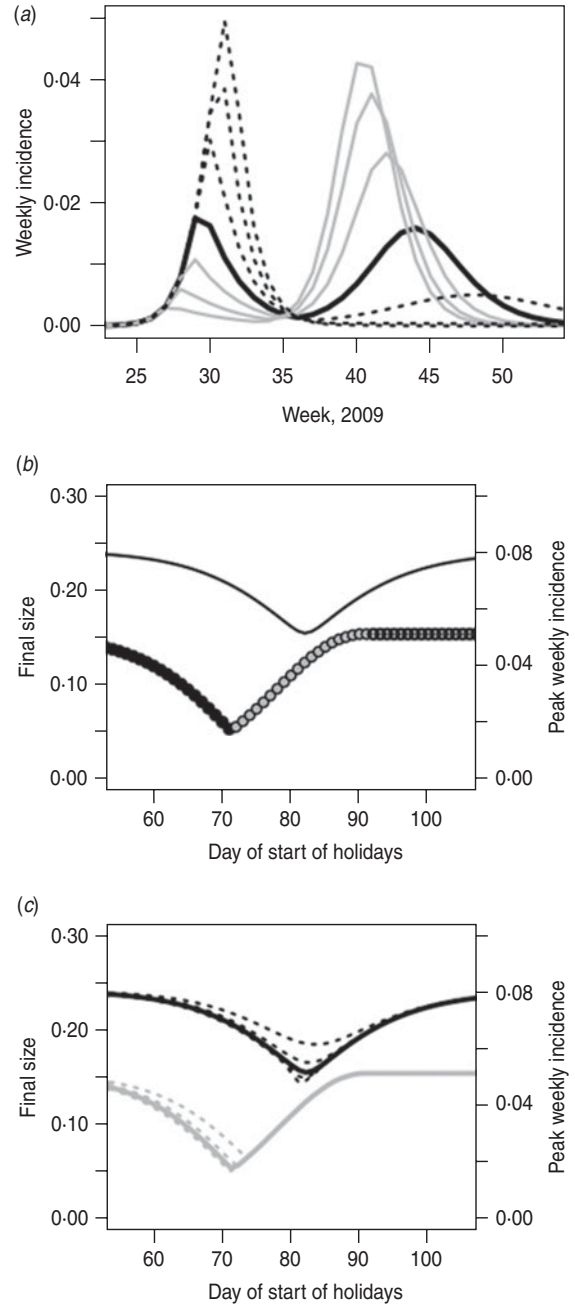 (a)
0·04
0·02
0·00
Weekly incidence
25 30 35 40 45 50
Week, 2009
(b)
0·30
0·20
0·10
0·00
Final size
0·08
0·04
0·00
Peak weekly incidence
60 70 80 90 100
Day of start of holidays
(c)
0·30
0·20
0·10
0·00
Final size
0·08
0·04
0·00
Peak weekly incidence
60 70 80 90 100
Day of start of holidays